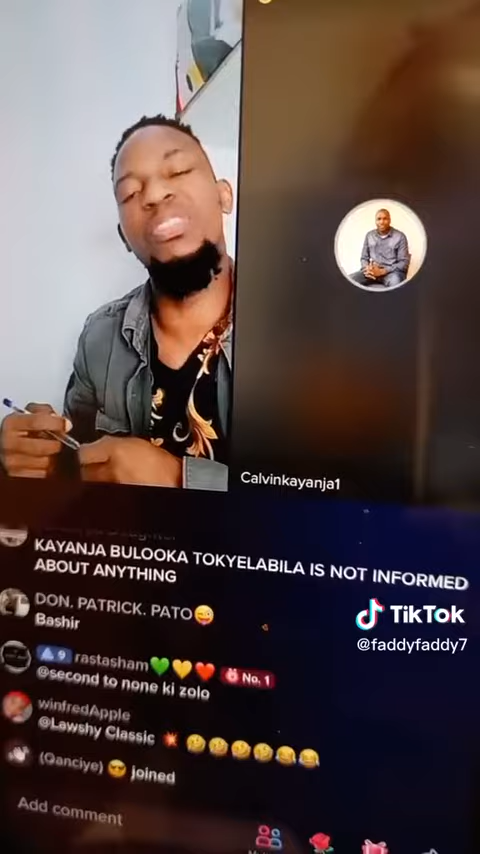 Calvinkayanja1
KAYANJA BULOOKA TOKYELABILA IS NOT INFORMED
ABOUT ANYTHING
DON. PATRICK. PATO😜
Bashir
9 rastasham💚💛❤️ No. 1
@second to none ki zolo
winfredApple
@Lawshy Classic 💥 🤣🤣🤣🤣😂😂
(Qanciye) 😎 joined
Add comment
TikTok
@faddyfaddy7